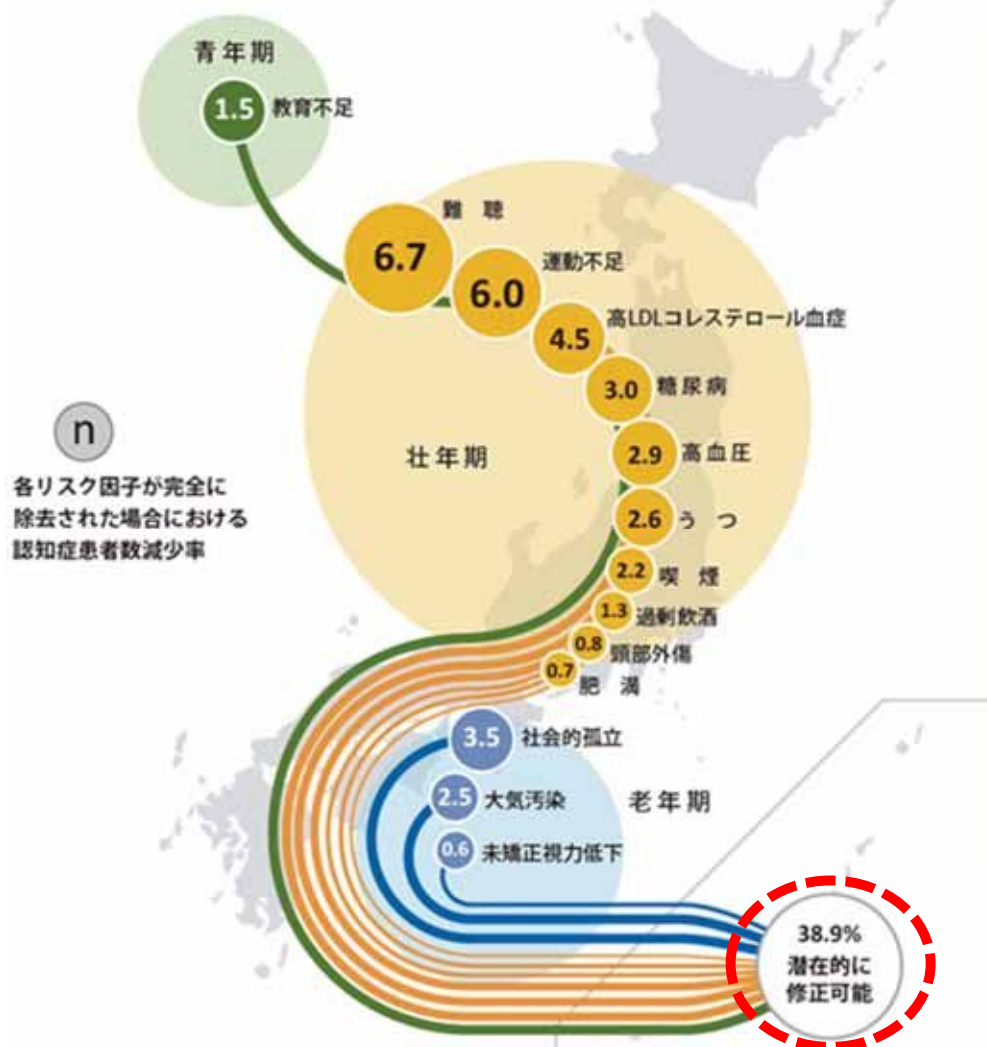 青年期
1.5 教育不足
難 聴
6.7
運動不足
6.0
高LDLコレステロール血症
4.5
3.0 糖尿病
n
壮年期
2.9 高血圧
各リスク因子が完全に
除去された場合における
認知症患者数減少率
2.6 う つ
2.2 喫 煙
1.3 過剰飲酒
0.8 頸部外傷
0.7 肥 満
3.5 社会的孤立
2.5 大気汚染
老年期
0.6 未矯正視力低下
38.9%
潜在的に
修正可能